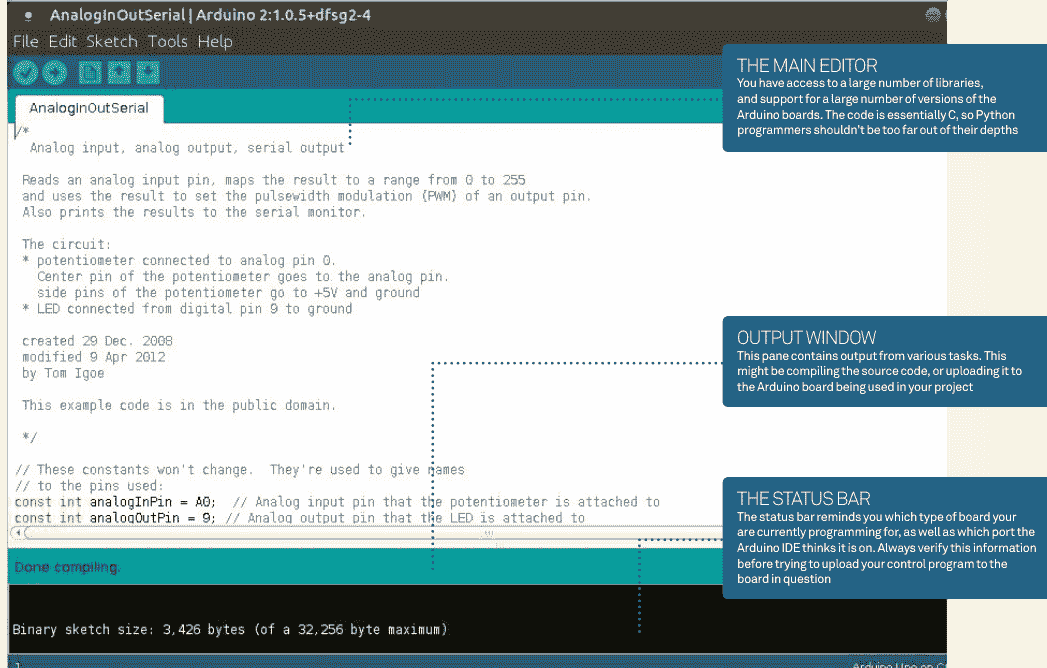 AnalogInOutSerial | Arduino 2:1.0.5+dfsg2-4
File Edit Sketch Tools Help
AnalogInOutSerial
/*
Analog input, analog output, serial output
Reads an analog input pin, maps the result to a range from 0 to 255
and uses the result to set the pulsewidth modulation (PWM) of an output pin.
Also prints the results to the serial monitor.
The circuit:
* potentiometer connected to analog pin 0.
Center pin of the potentiometer goes to the analog pin.
side pins of the potentiometer go to +5V and ground
* LED connected from digital pin 9 to ground
created 29 Dec. 2008
modified 9 Apr 2012
by Tom Igoe
This example code is in the public domain.
*/
// These constants won't change. They're used to give names
// to the pins used:
const int analogInPin = A0; // Analog input pin that the potentiometer is attached to
const int analogOutPin = 9; // Analog output pin that the LED is attached to
Done compiling.
Binary sketch size: 3,426 bytes (of a 32,256 byte maximum)
1
Arduino Uno on
THE MAIN EDITOR
You have access to a large number of libraries,
and support for a large number of versions of the
Arduino boards. The code is essentially C, so Python
programmers shouldn't be too far out of their depths
OUTPUT WINDOW
This pane contains output from various tasks. This
might be compiling the source code, or uploading it to
the Arduino board being used in your project
THE STATUS BAR
The status bar reminds you which type of board your
are currently programming for, as well as which port the
Arduino IDE thinks it is on. Always verify this information
before trying to upload your control program to the
board in question